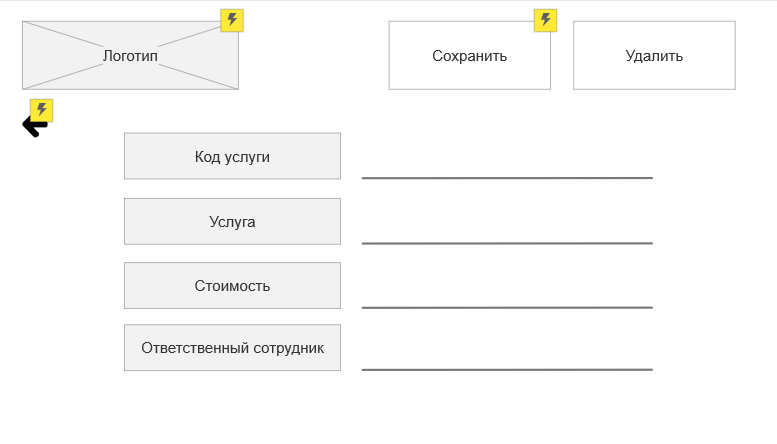 Логотип
Сохранить
Удалить
Код услуги
Услуга
Стоимость
Ответственный сотрудник